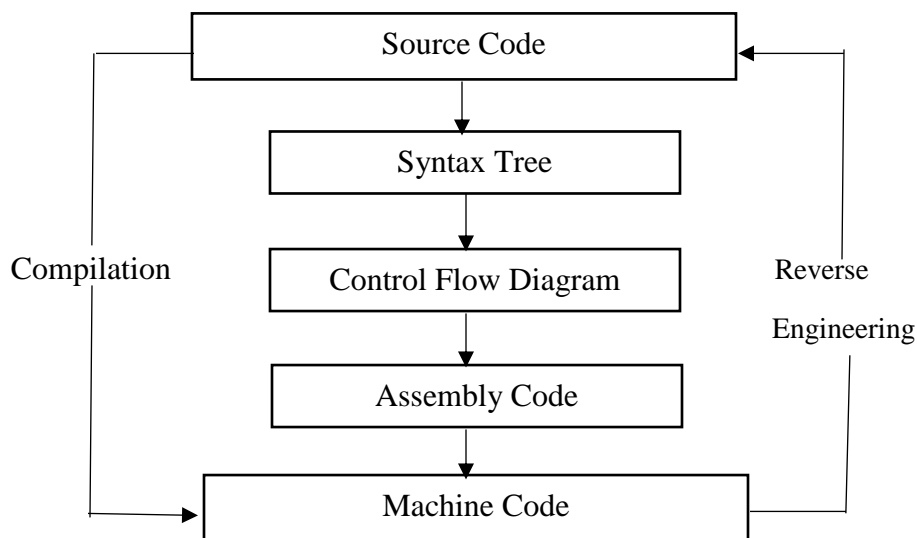 Source Code
Syntax Tree
Control Flow Diagram
Compilation
Reverse
Engineering
Assembly Code
Machine Code